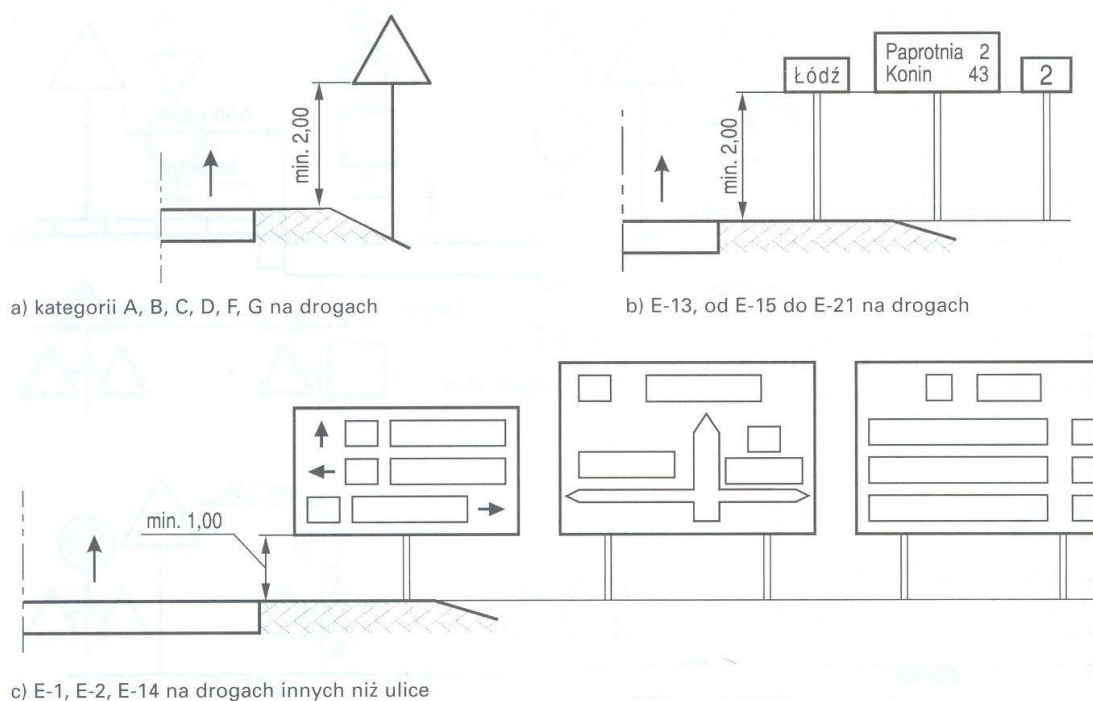 min. 2,00
a) kategorii A, B, C, D, F, G na drogach
Łódź
Paprotnia 2
Konin 43
2
min. 2,00
b) E-13, od E-15 do E-21 na drogach
min. 1,00
c) E-1, E-2, E-14 na drogach innych niż ulice